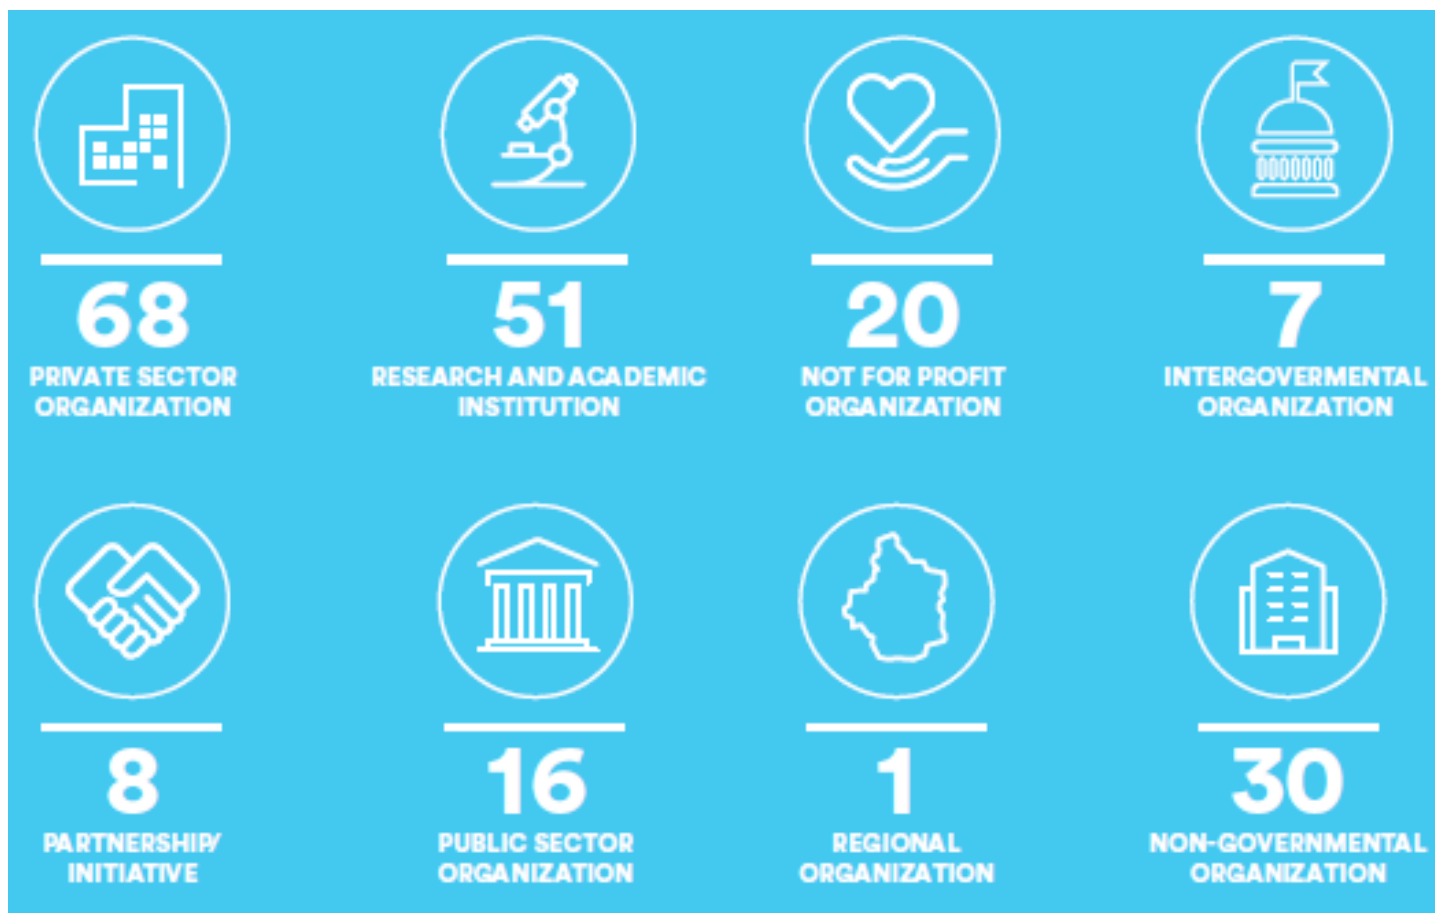 68
PRIVATE SECTOR
ORGANIZATION
51
RESEARCH AND ACADEMIC
INSTITUTION
20
NOT FOR PROFIT
ORGANIZATION
7
INTERGOVERMENTAL
ORGANIZATION
8
PARTNERSHIP/
INITIATIVE
16
PUBLIC SECTOR
ORGANIZATION
1
REGIONAL
ORGANIZATION
30
NON-GOVERNMENTAL
ORGANIZATION